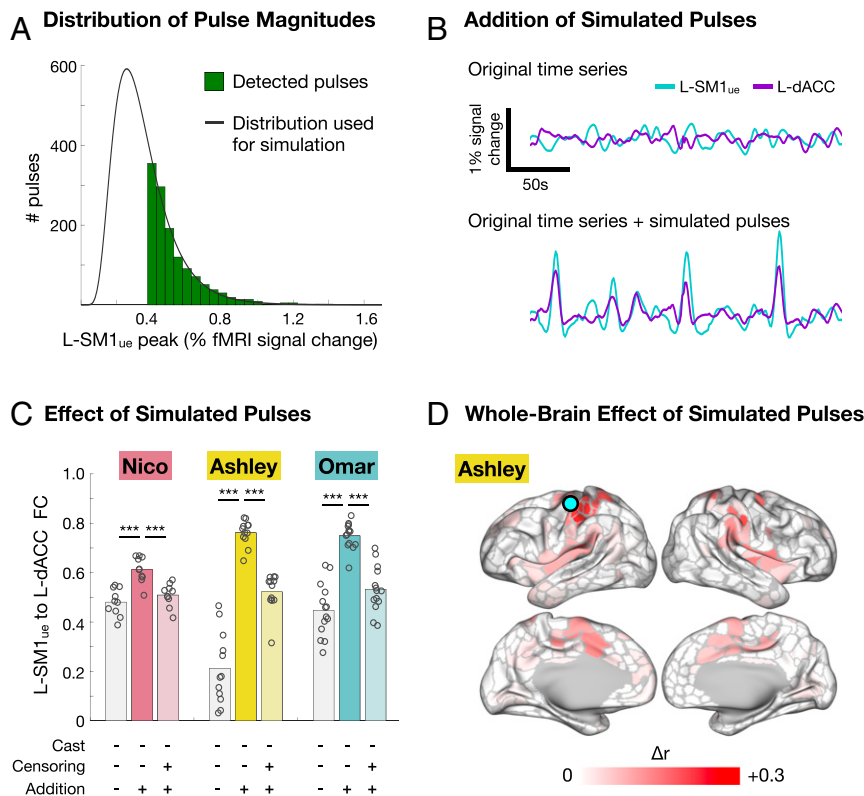 A Distribution of Pulse Magnitudes
600
400
200
# pulses
Detected pulses
Distribution used
for simulation
0.4 0.8 1.2 1.6
L-SM1ue peak (% fMRI signal change)
B Addition of Simulated Pulses
Original time series
L-SM1ue L-dACC
1% signal
change
50s
Original time series + simulated pulses
C Effect of Simulated Pulses
Nico Ashley Omar
1.0
0.8
0.6
0.4
0.2
0
L-SM1ue to L-dACC FC
*** *** *** *** *** ***
Cast - - - - - - - - -
Censoring - - + - - + - - +
Addition - + + - + + - + +
D Whole-Brain Effect of Simulated Pulses
Ashley
Δr
0 +0.3